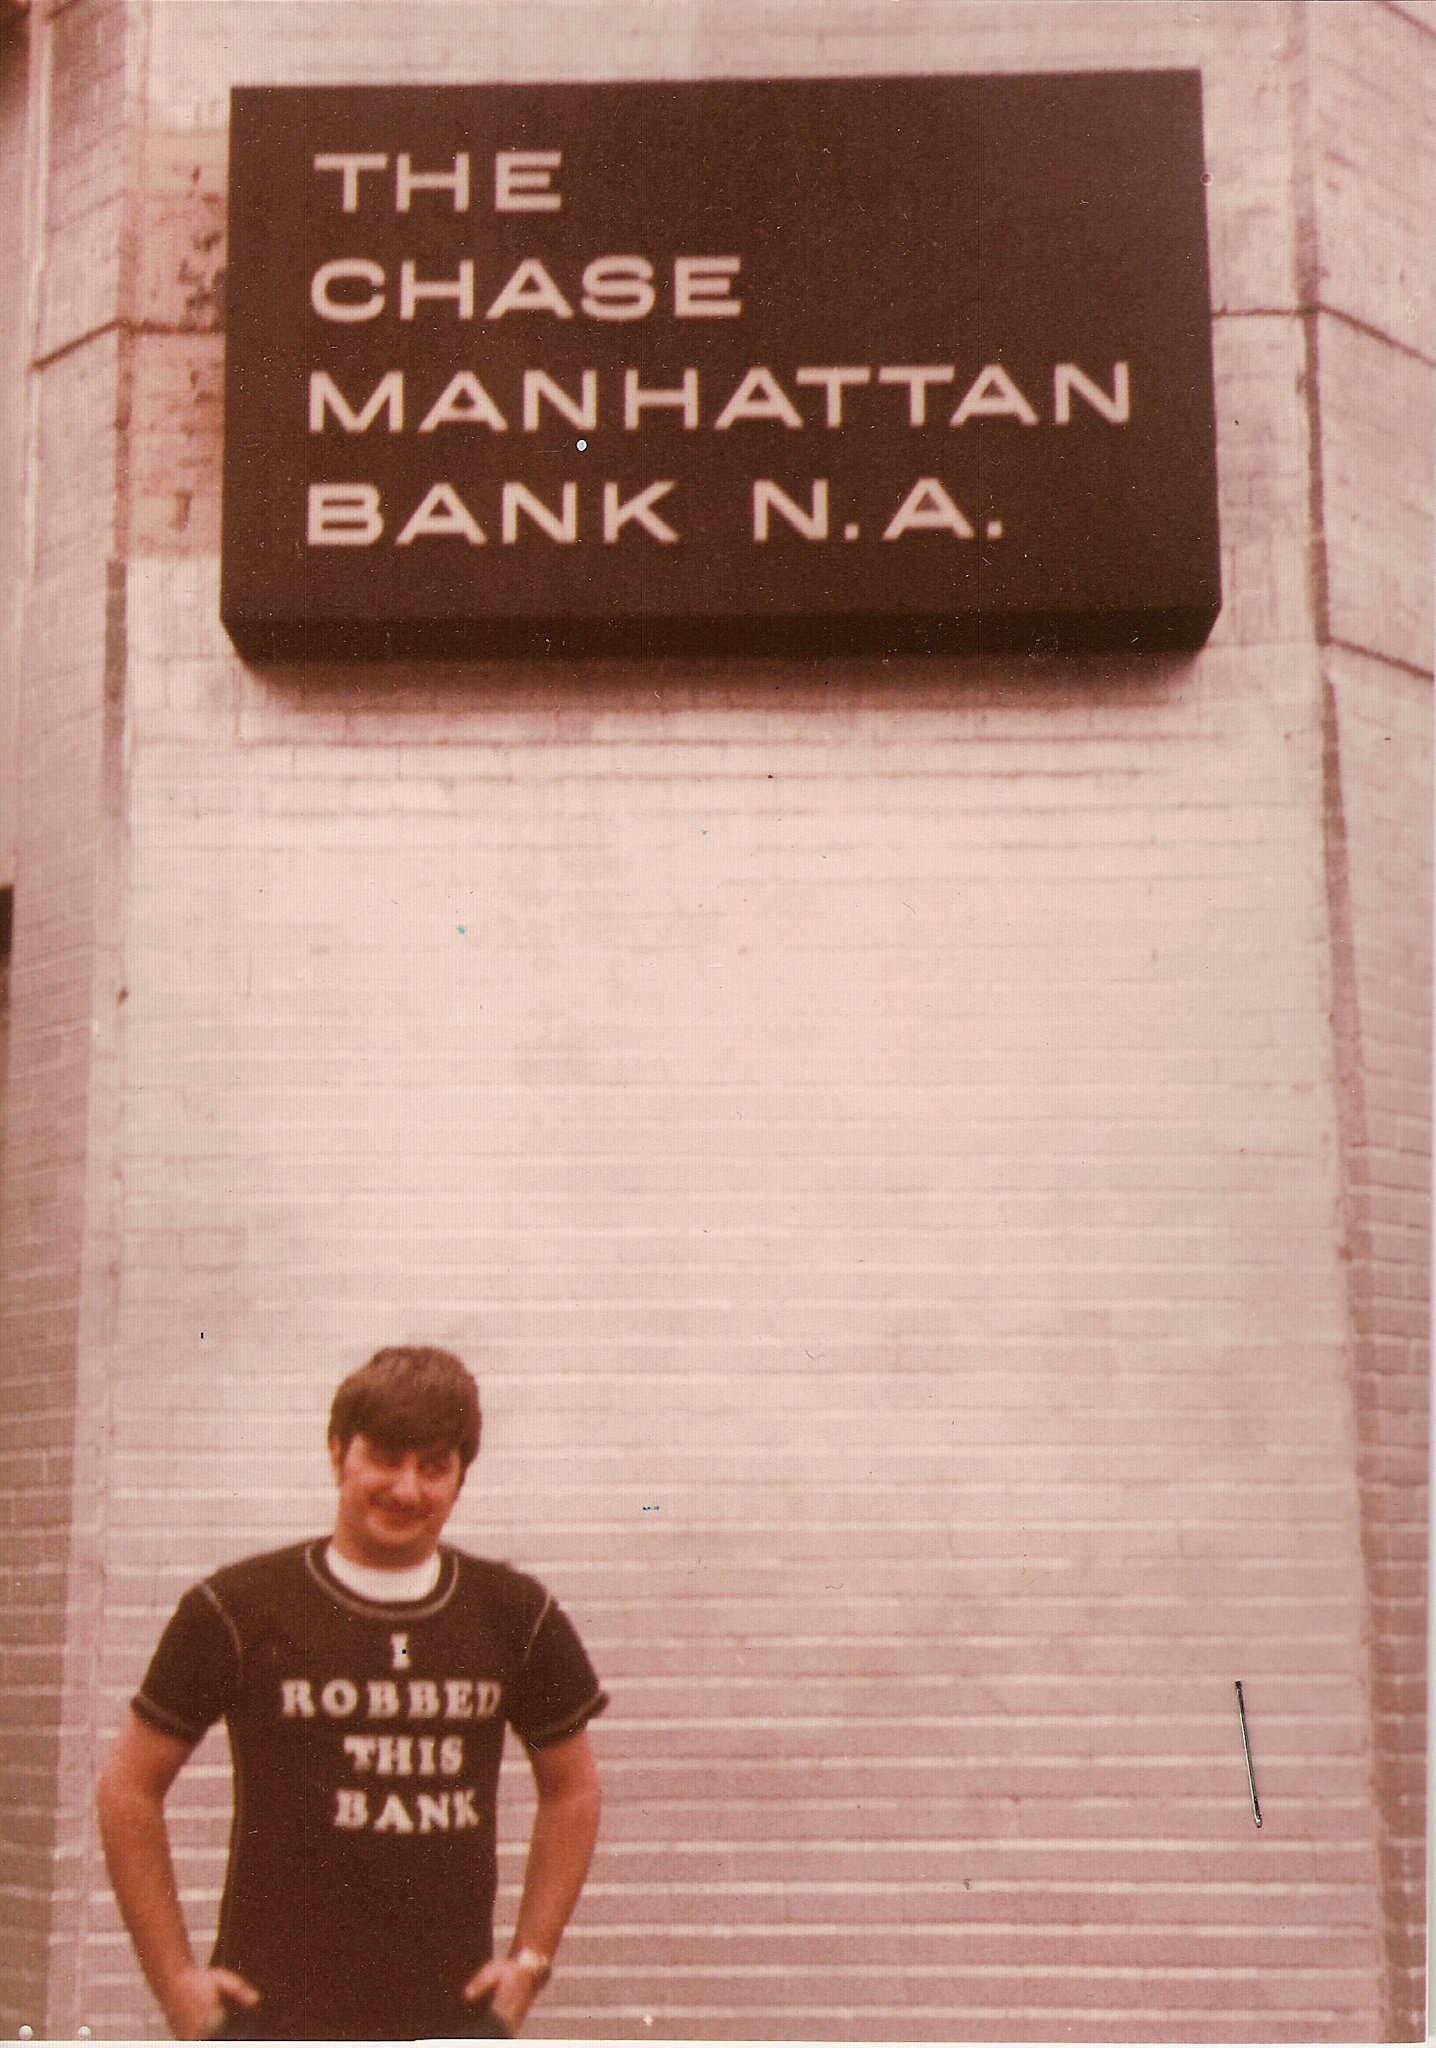 THE
CHASE
MANHATTAN
BANK N.A.
I
ROBBED
THIS
BANK